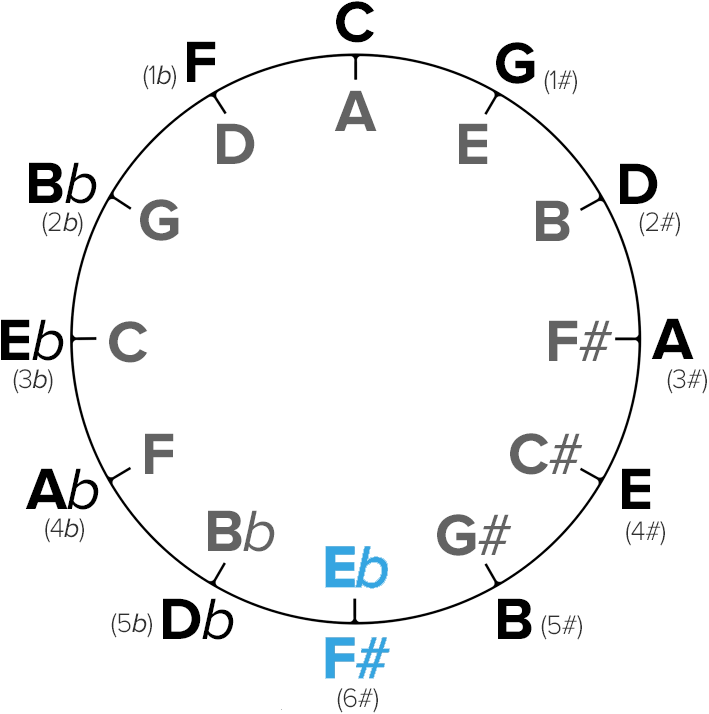 C
F
(1b)
G
(1#)
A
D
E
Bb
(2b)
D
(2#)
G
B
Eb
(3b)
C
F#
A
(3#)
Ab
(4b)
F
C#
E
(4#)
Bb
G#
Eb
(5b)
Db
B
(5#)
F#
(6#)